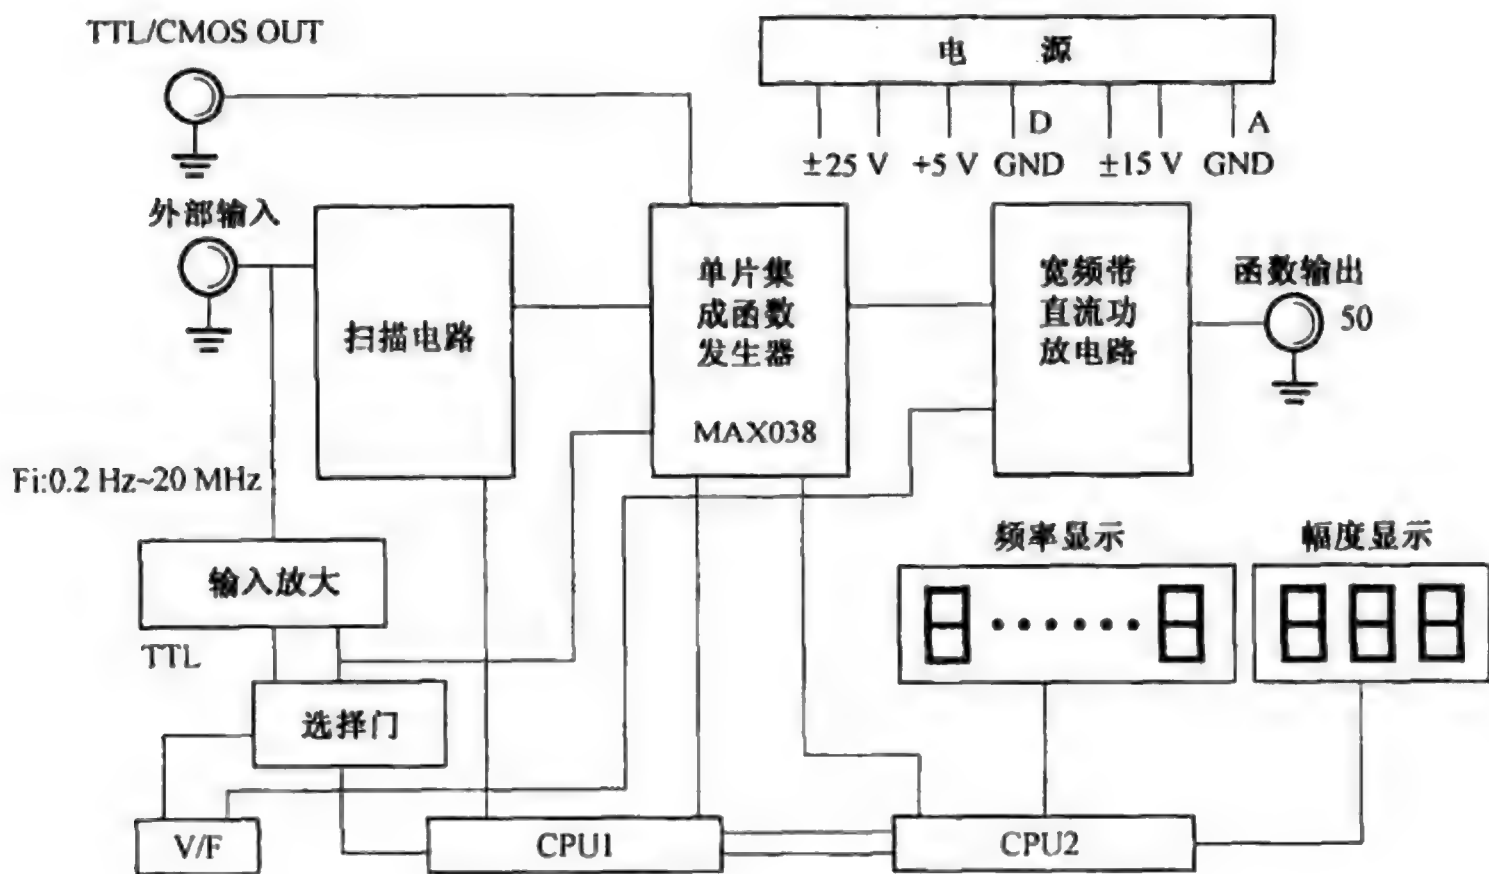 TTL/CMOS OUT
电 源
D
A
±25 V +5 V GND ±15 V GND
外部输入
扫描电路
单片集
成函数
发生器
MAX038
宽频带
直流功
放电路
函数输出
50
Fi:0.2 Hz~20 MHz
输入放大
TTL
选择门
V/F
CPU1
CPU2
频率显示
幅度显示